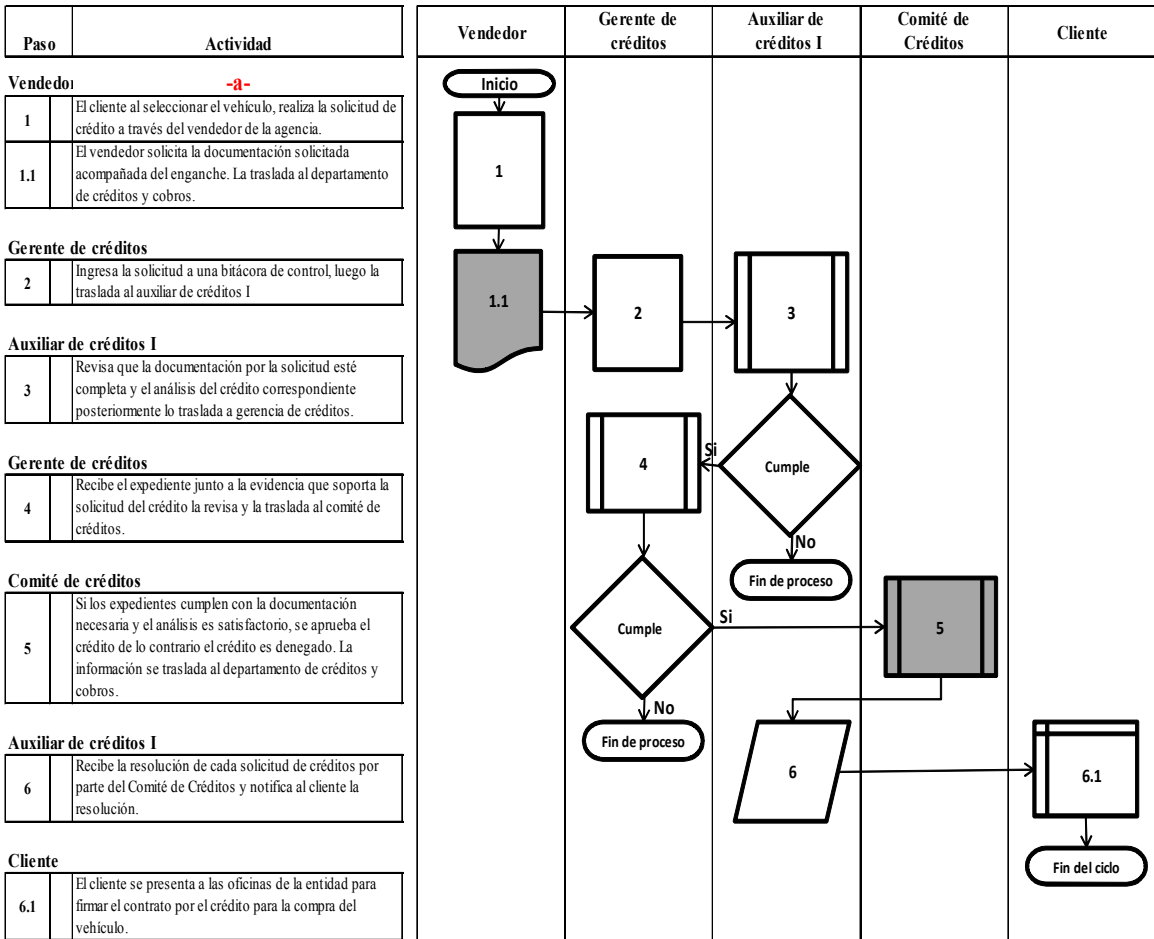 Paso Actividad
Vendedor -a-
1 El cliente al seleccionar el vehículo, realiza la solicitud de
crédito a través del vendedor de la agencia.
1.1 El vendedor solicita la documentación solicitada
acompañada del enganche. La traslada al departamento
de créditos y cobros.
Gerente de créditos
2 Ingresa la solicitud a una bitácora de control, luego la
traslada al auxiliar de créditos I
Auxiliar de créditos I
3 Revisa que la documentación por la solicitud esté
completa y el análisis del crédito correspondiente
posteriormente lo traslada a gerencia de créditos.
Gerente de créditos
4 Recibe el expediente junto a la evidencia que soporta la
solicitud del crédito la revisa y la traslada al comité de
créditos.
Comité de créditos
5 Si los expedientes cumplen con la documentación
necesaria y el análisis es satisfactorio, se aprueba el
crédito de lo contrario el crédito es denegado. La
información se traslada al departamento de créditos y
cobros.
Auxiliar de créditos I
6 Recibe la resolución de cada solicitud de créditos por
parte del Comité de Créditos y notifica al cliente la
resolución.
Cliente
6.1 El cliente se presenta a las oficinas de la entidad para
firmar el contrato por el crédito para la compra del
vehículo.
Vendedor
Gerente de
créditos
Auxiliar de
créditos I
Comité de
Créditos
Cliente
Inicio
1
1.1
2
3
Cumple
Si
No
Fin de proceso
4
Cumple
Si
No
Fin de proceso
5
6
6.1
Fin del ciclo